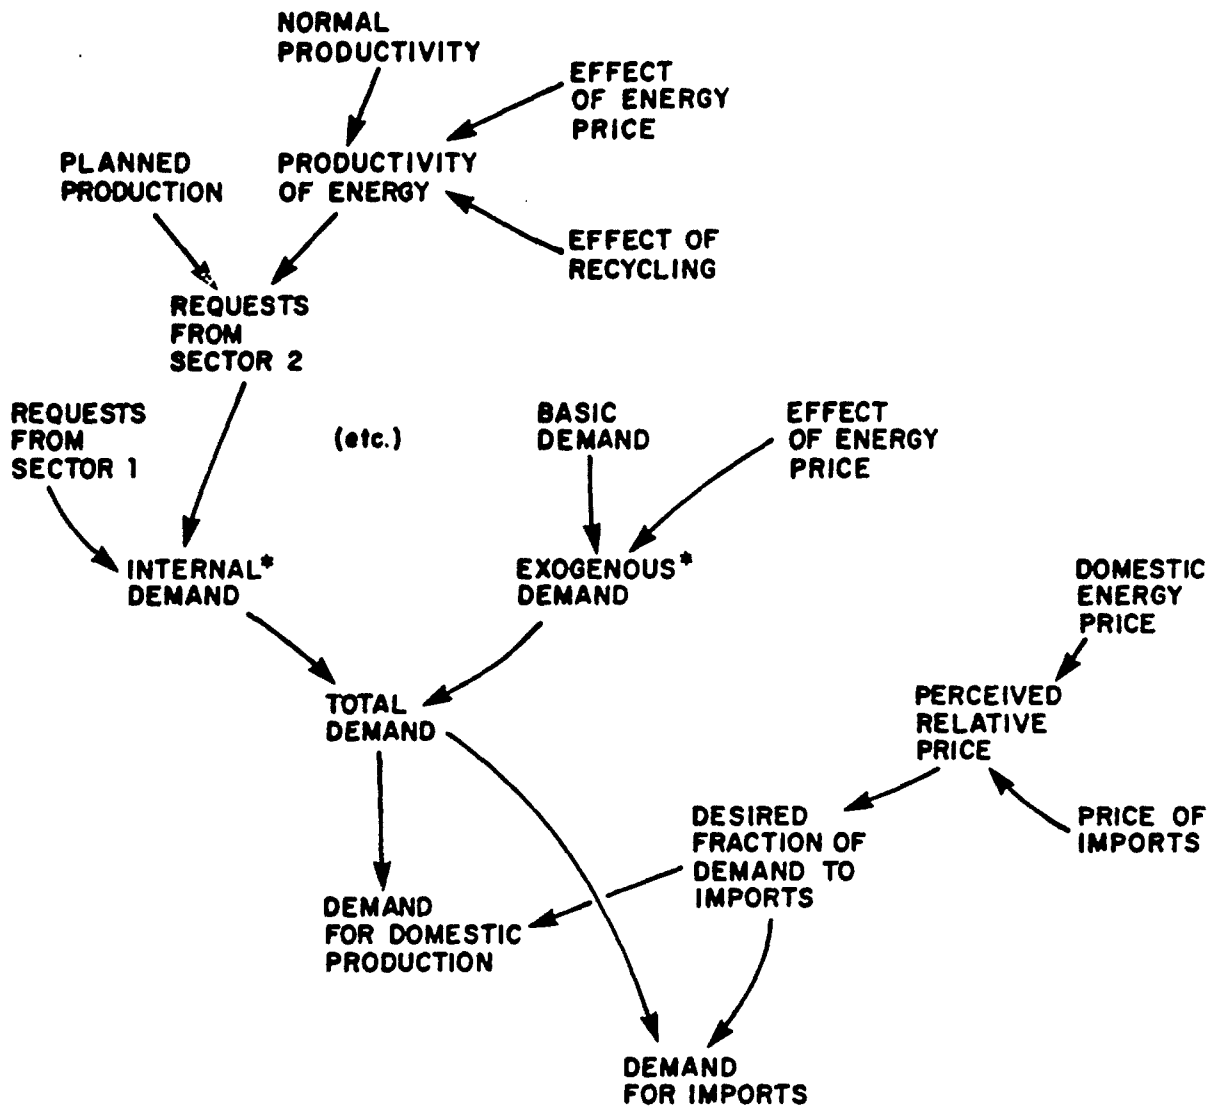 NORMAL
PRODUCTIVITY
EFFECT
OF ENERGY
PRICE
PLANNED
PRODUCTION
PRODUCTIVITY
OF ENERGY
EFFECT OF
RECYCLING
REQUESTS
FROM
SECTOR 2
REQUESTS
FROM
SECTOR 1
(etc.)
BASIC
DEMAND
EFFECT
OF ENERGY
PRICE
INTERNAL*
DEMAND
EXOGENOUS*
DEMAND
DOMESTIC
ENERGY
PRICE
TOTAL
DEMAND
PERCEIVED
RELATIVE
PRICE
DESIRED
FRACTION OF
DEMAND TO
IMPORTS
PRICE OF
IMPORTS
DEMAND
FOR DOMESTIC
PRODUCTION
DEMAND
FOR IMPORTS